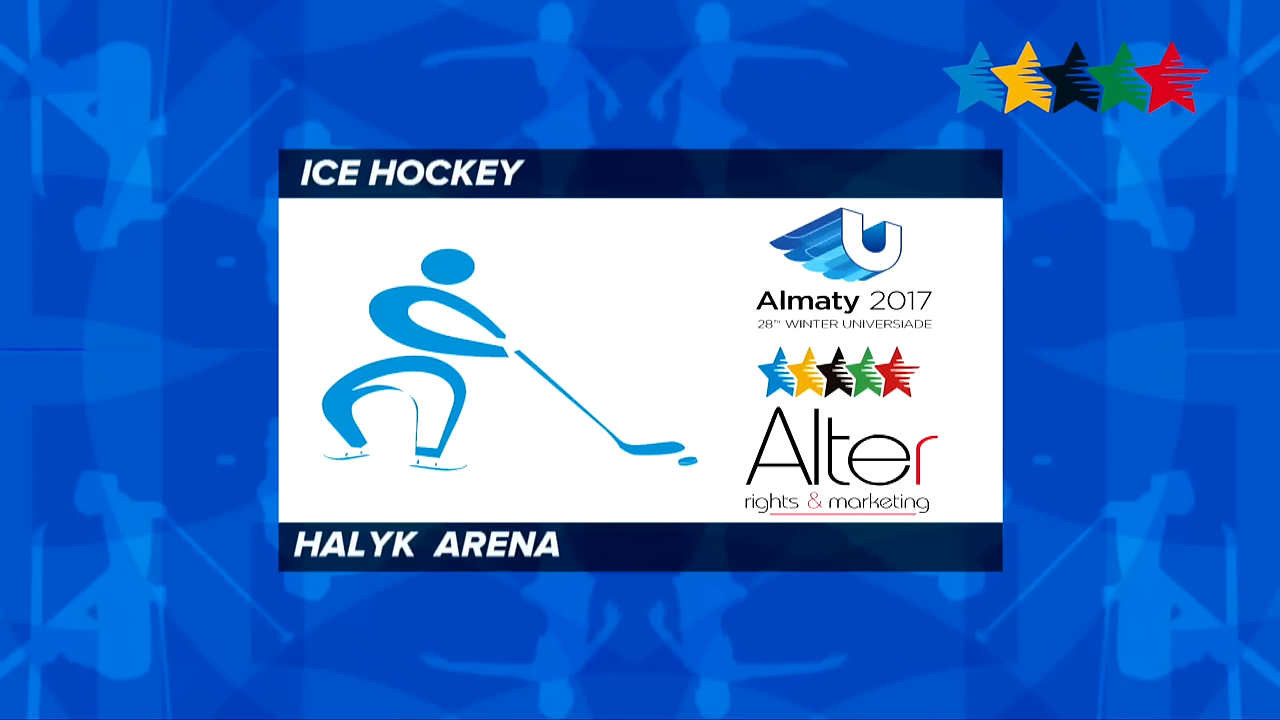 ICE HOCKEY
U
Almaty 2017
28TH WINTER UNIVERSIADE
Alter
rights & marketing
HALYK ARENA